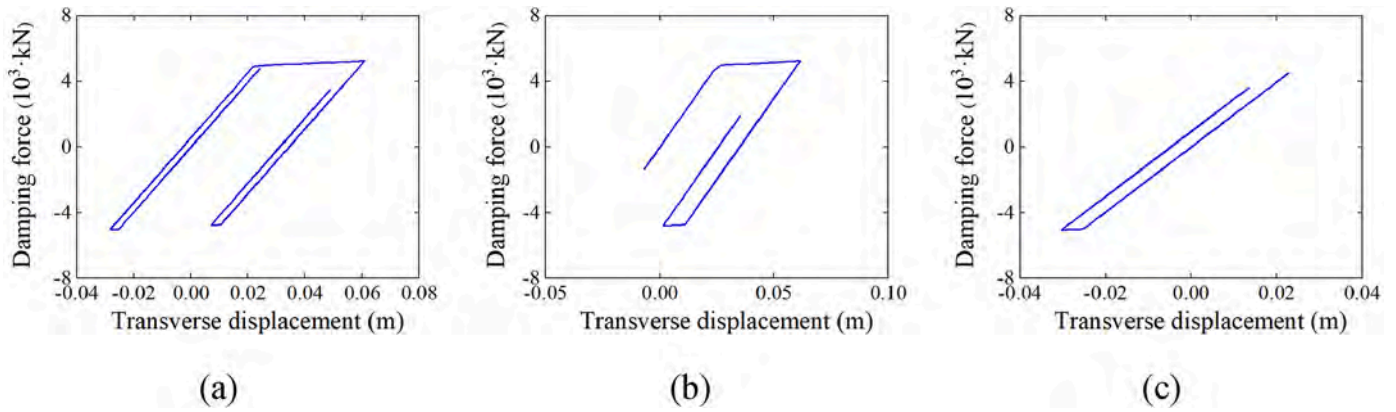 Damping force (10³·kN)
8
4
0
-4
-8
-0.04 -0.02 0.00 0.02 0.04 0.06 0.08
Transverse displacement (m)
(a)
Damping force (10³·kN)
8
4
0
-4
-8
-0.05 0.00 0.05 0.10
Transverse displacement (m)
(b)
Damping force (10³·kN)
8
4
0
-4
-8
-0.04 -0.02 0.00 0.02 0.04
Transverse displacement (m)
(c)